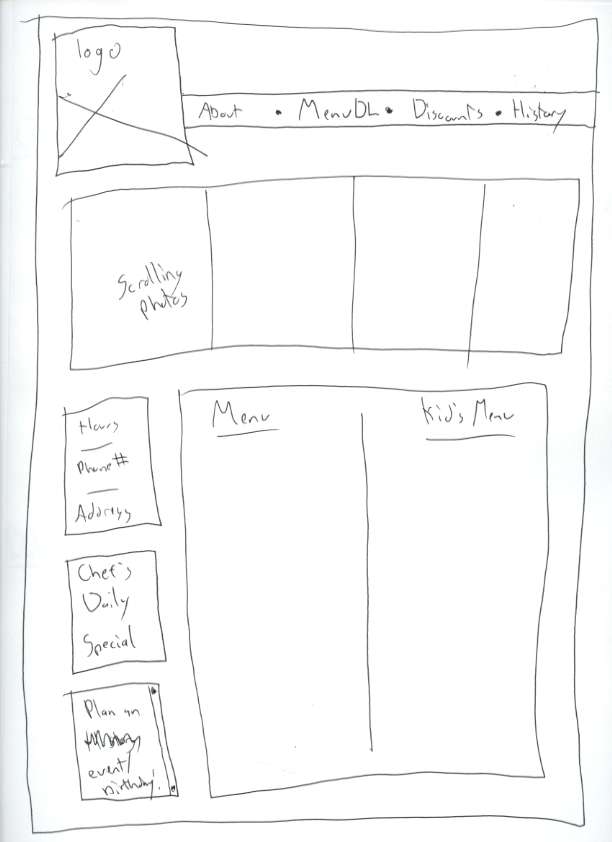 logo
About • MenuDL • Discounts • History
Scrolling
photos
Hours
Phone#
Address
Menu
Kid's Menu
Chef's
Daily
Special
Plan an
event/
birthday!